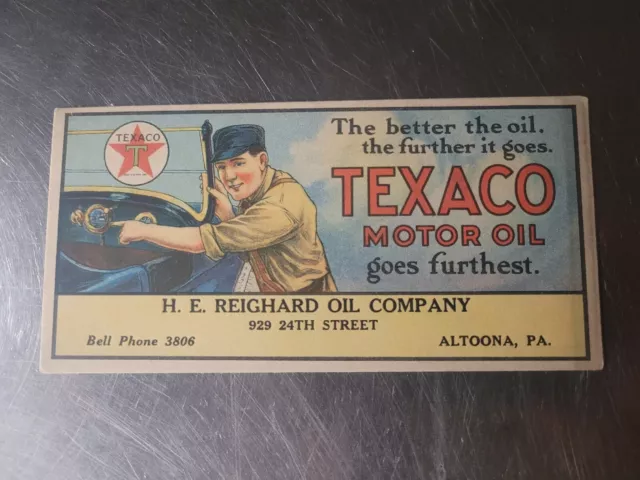 TEXACO
T
The better the oil.
the further it goes.
TEXACO
MOTOR OIL
goes furthest.
H. E. REIGHARD OIL COMPANY
929 24TH STREET
Bell Phone 3806
ALTOONA, PA.